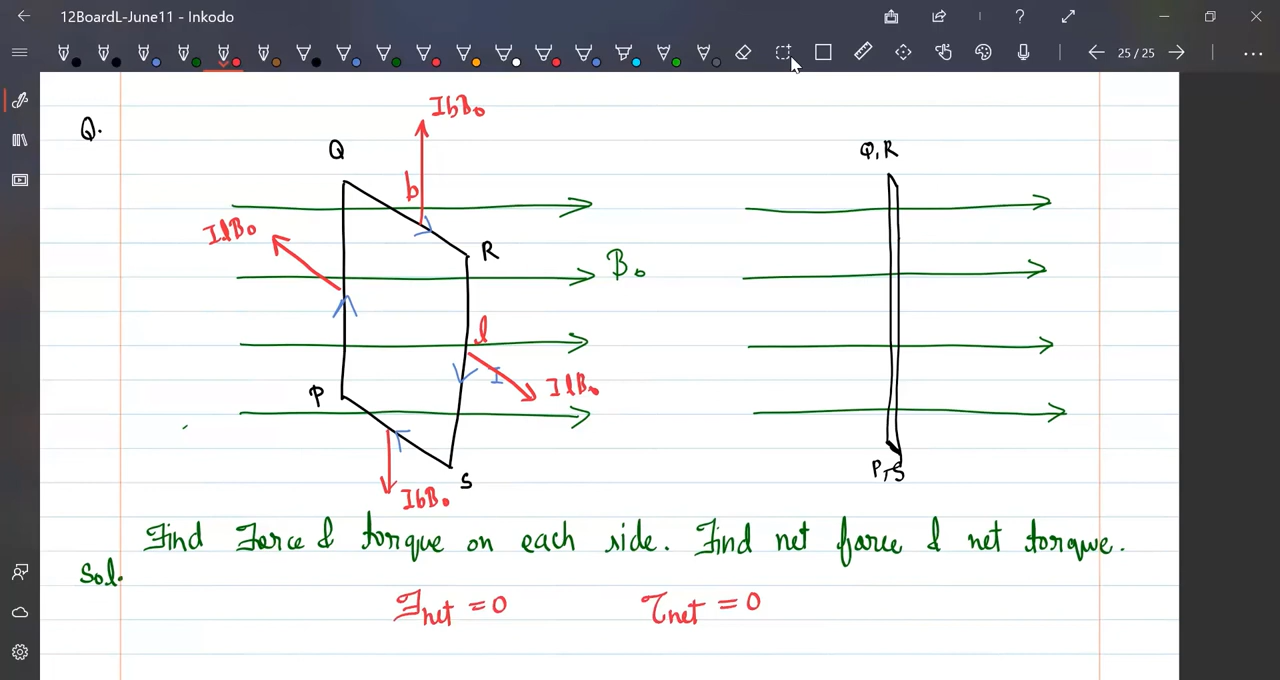 12BoardL-June11 - Inkodo
25/25
Q.
IbB₀
Q
b
Q,R
IlB₀
R
B₀
l
P
I
IlB₀
P,S
S
IbB₀
Find Force & torque on each side. Find net force & net torque.
Sol.
Fnet = 0 τnet = 0